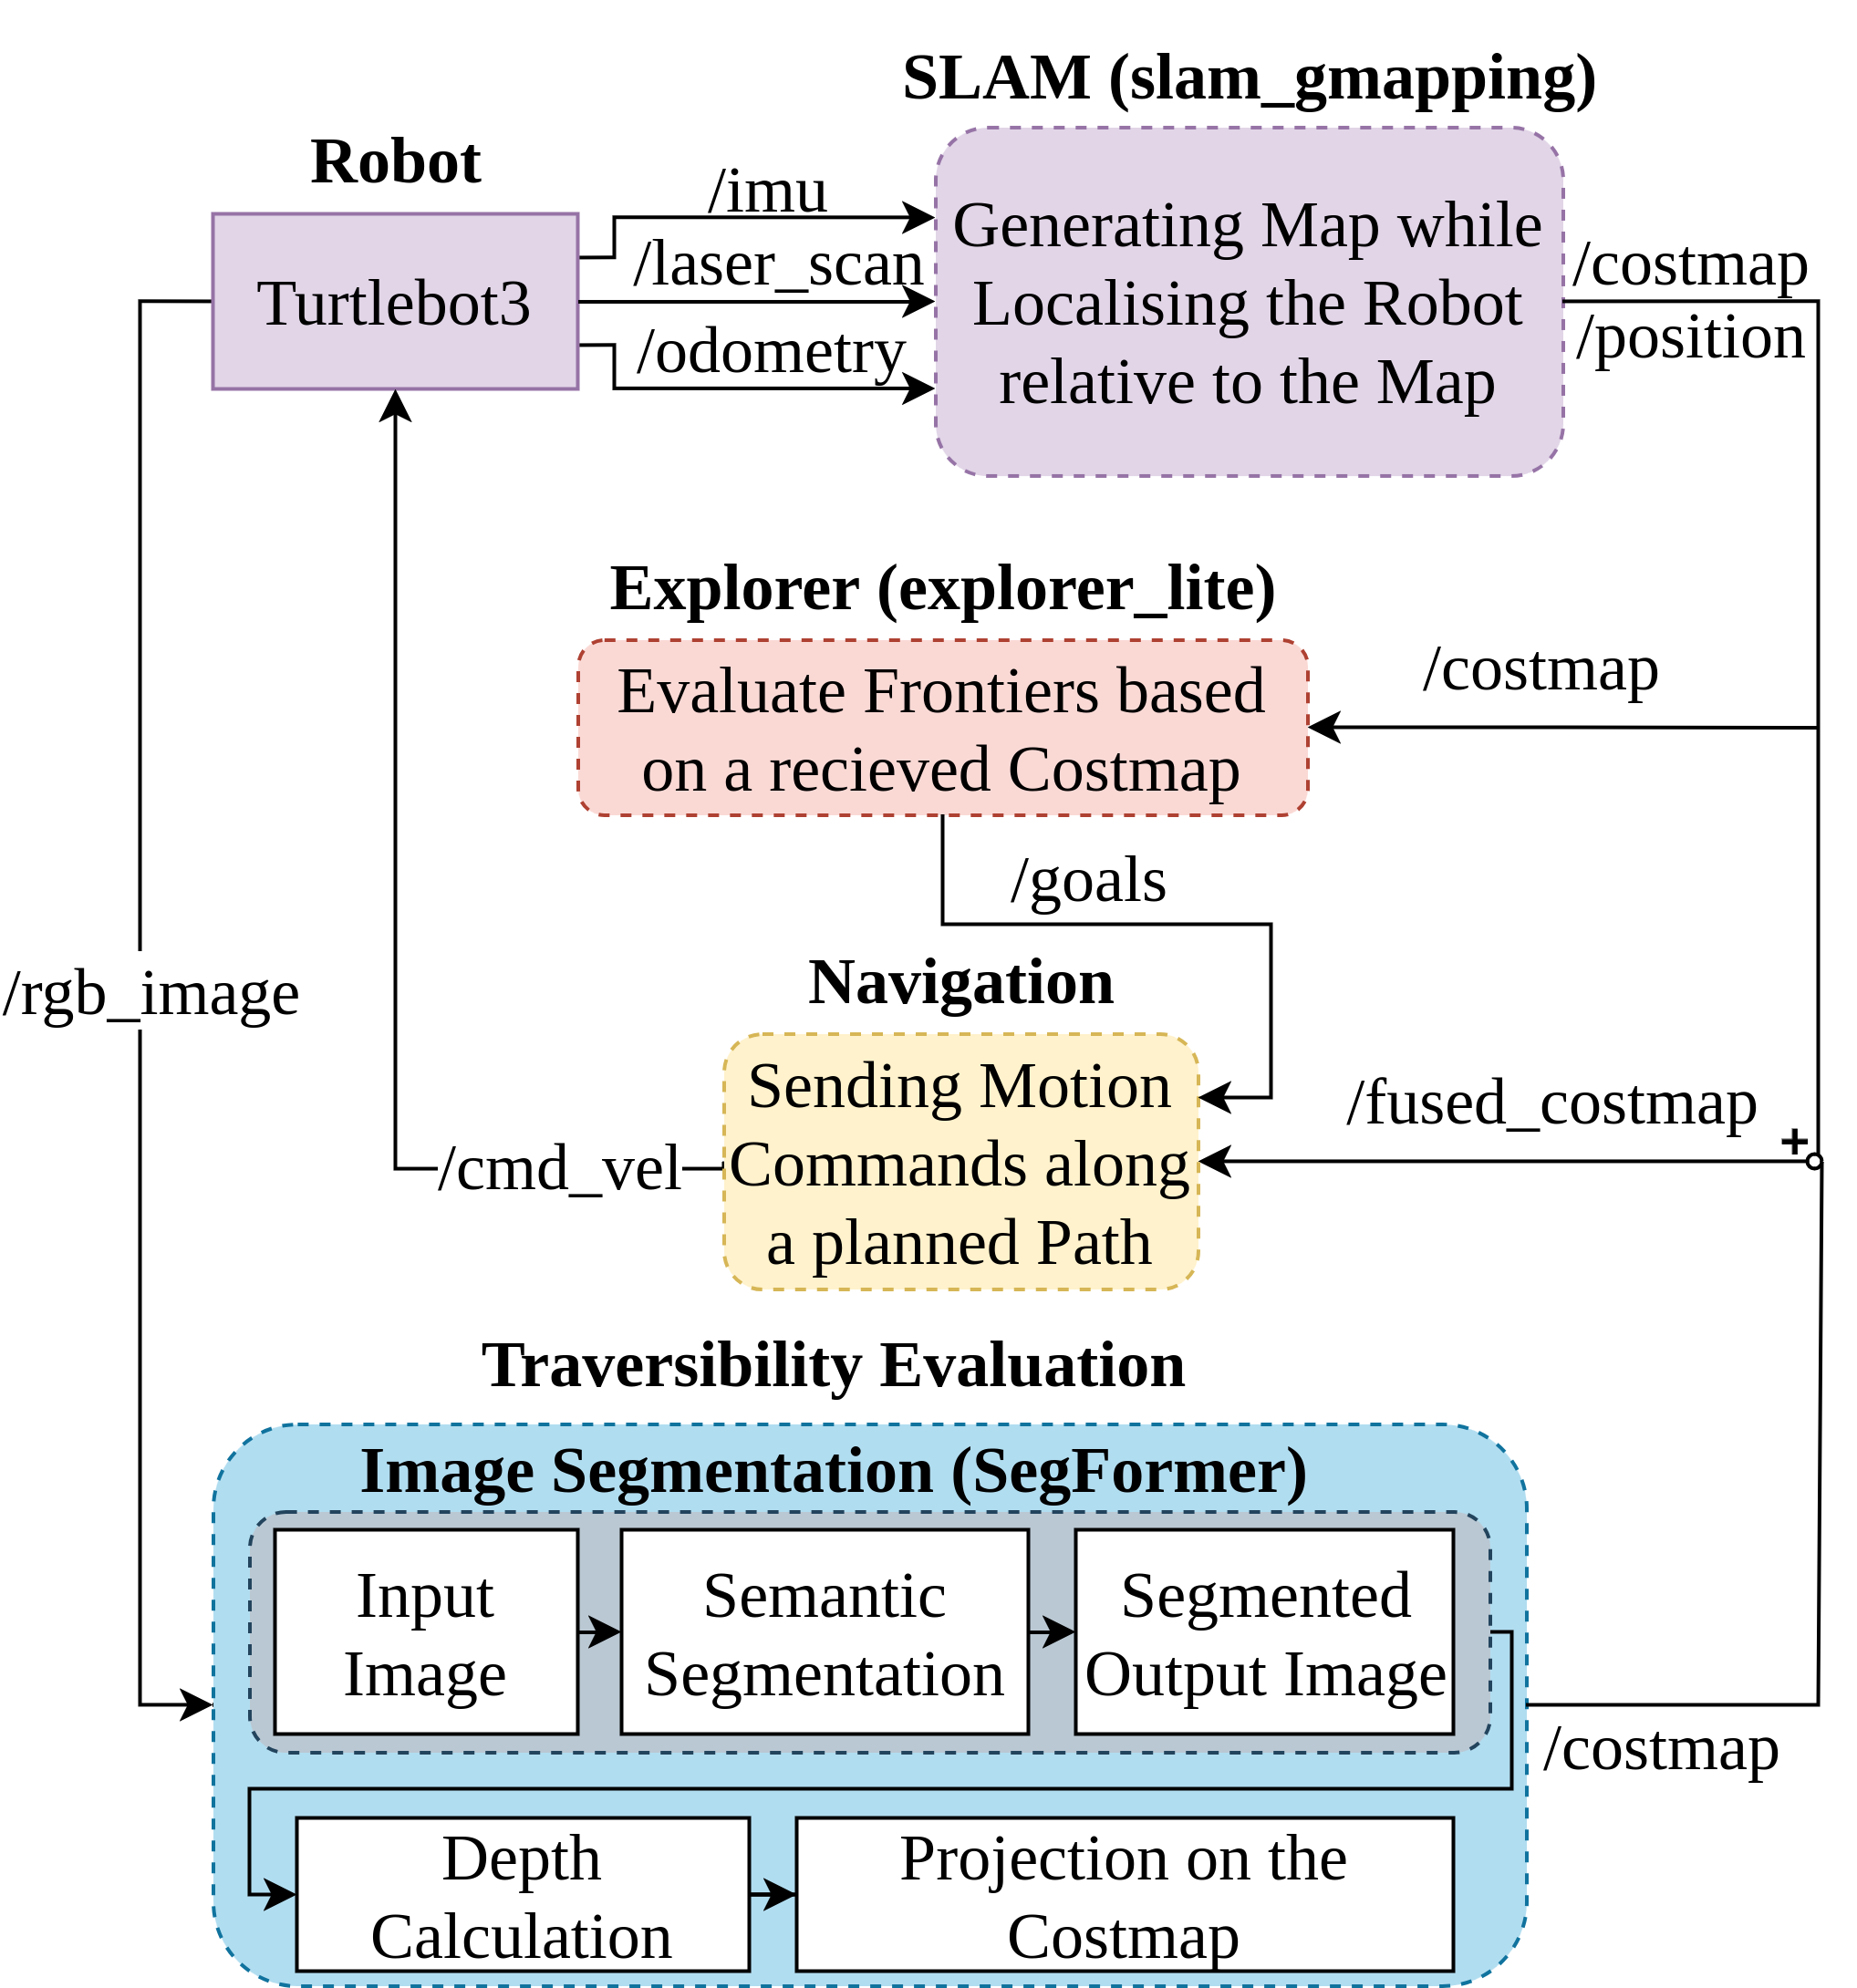 SLAM (slam_gmapping)
Robot
/imu
/laser_scan
/odometry
Turtlebot3
Generating Map while
Localising the Robot
relative to the Map
/costmap
/position
Explorer (explorer_lite)
Evaluate Frontiers based
on a recieved Costmap
/costmap
/goals
Navigation
/rgb_image
Sending Motion
Commands along
a planned Path
/cmd_vel
/fused_costmap
+
Traversibility Evaluation
Image Segmentation (SegFormer)
Input
Image
Semantic
Segmentation
Segmented
Output Image
/costmap
Depth
Calculation
Projection on the
Costmap